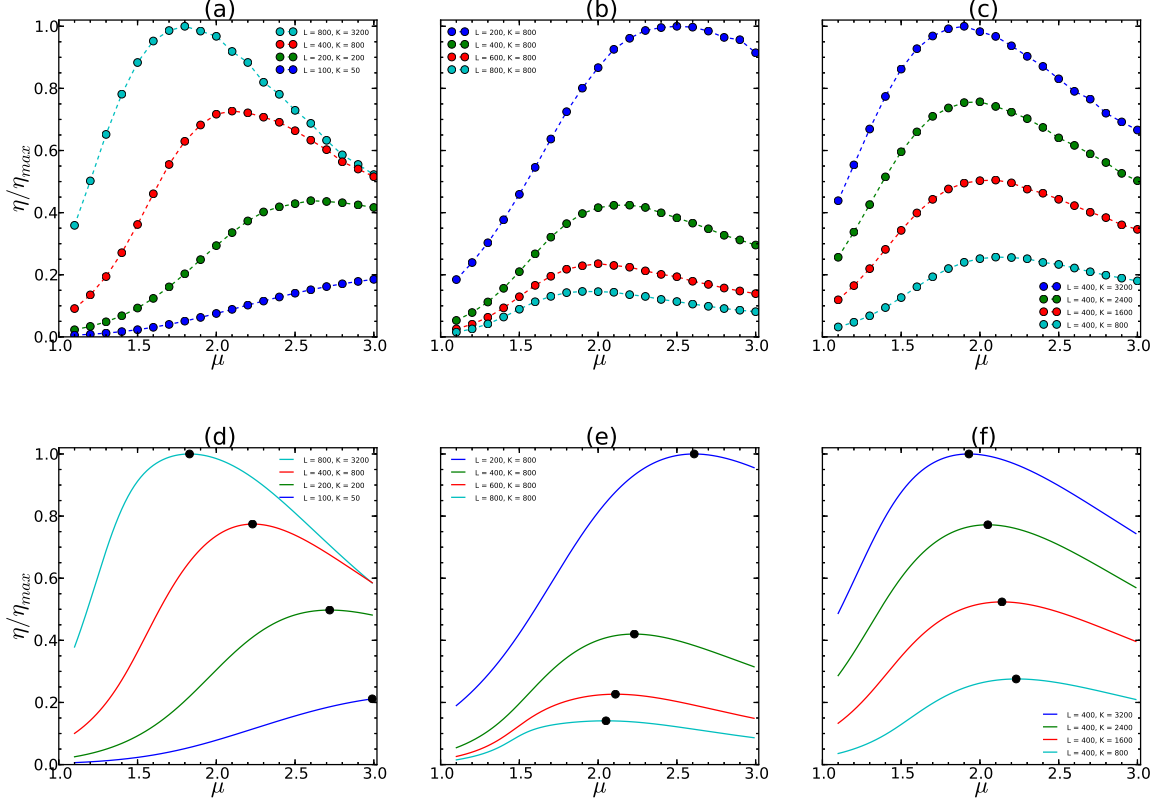 (a)
η/η_max
1.0
0.8
0.6
0.4
0.2
0.0
L = 800, K = 3200
L = 400, K = 800
L = 200, K = 200
L = 100, K = 50
1.0 1.5 2.0 2.5 3.0
μ
(b)
L = 200, K = 800
L = 400, K = 800
L = 600, K = 800
L = 800, K = 800
1.0 1.5 2.0 2.5 3.0
μ
(c)
L = 400, K = 3200
L = 400, K = 2400
L = 400, K = 1600
L = 400, K = 800
1.0 1.5 2.0 2.5 3.0
μ
(d)
η/η_max
1.0
0.8
0.6
0.4
0.2
0.0
L = 800, K = 3200
L = 400, K = 800
L = 200, K = 200
L = 100, K = 50
1.0 1.5 2.0 2.5 3.0
μ
(e)
L = 200, K = 800
L = 400, K = 800
L = 600, K = 800
L = 800, K = 800
1.0 1.5 2.0 2.5 3.0
μ
(f)
L = 400, K = 3200
L = 400, K = 2400
L = 400, K = 1600
L = 400, K = 800
1.0 1.5 2.0 2.5 3.0
μ